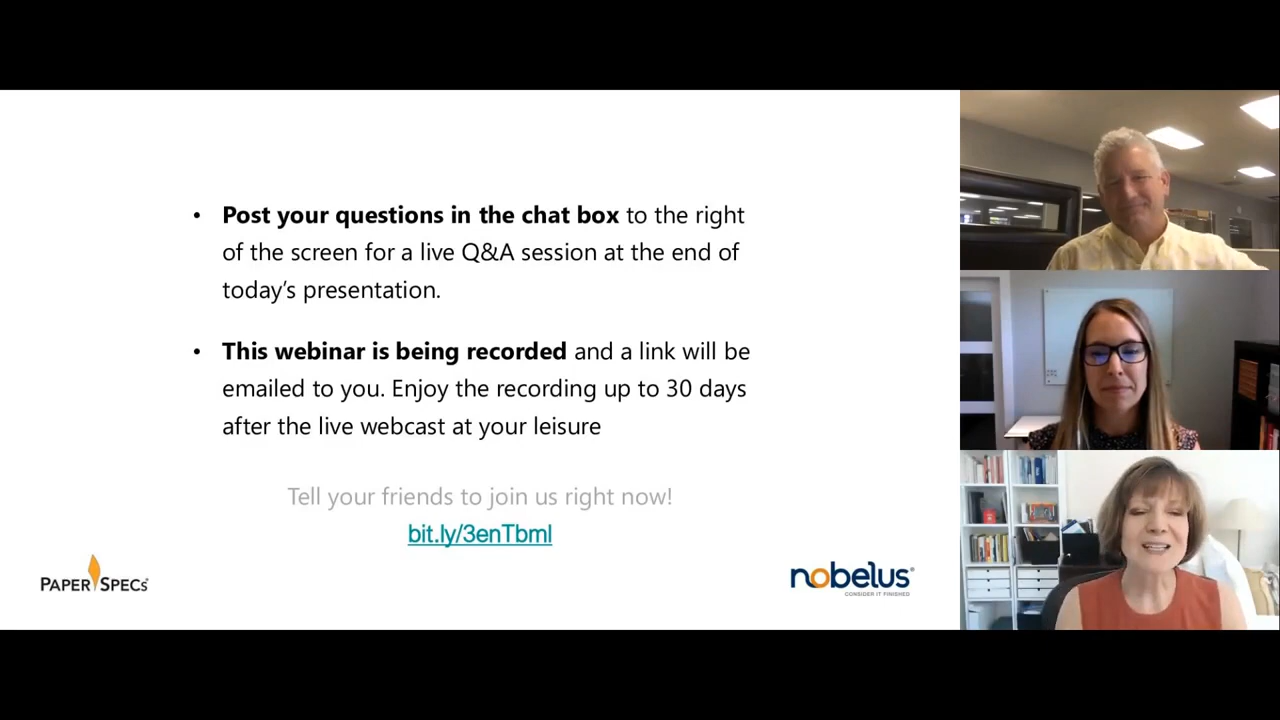 • Post your questions in the chat box to the right
of the screen for a live Q&A session at the end of
today's presentation.
• This webinar is being recorded and a link will be
emailed to you. Enjoy the recording up to 30 days
after the live webcast at your leisure
Tell your friends to join us right now!
bit.ly/3enTbml
PAPERSPECS
nobelus®
CONSIDER IT FINISHED